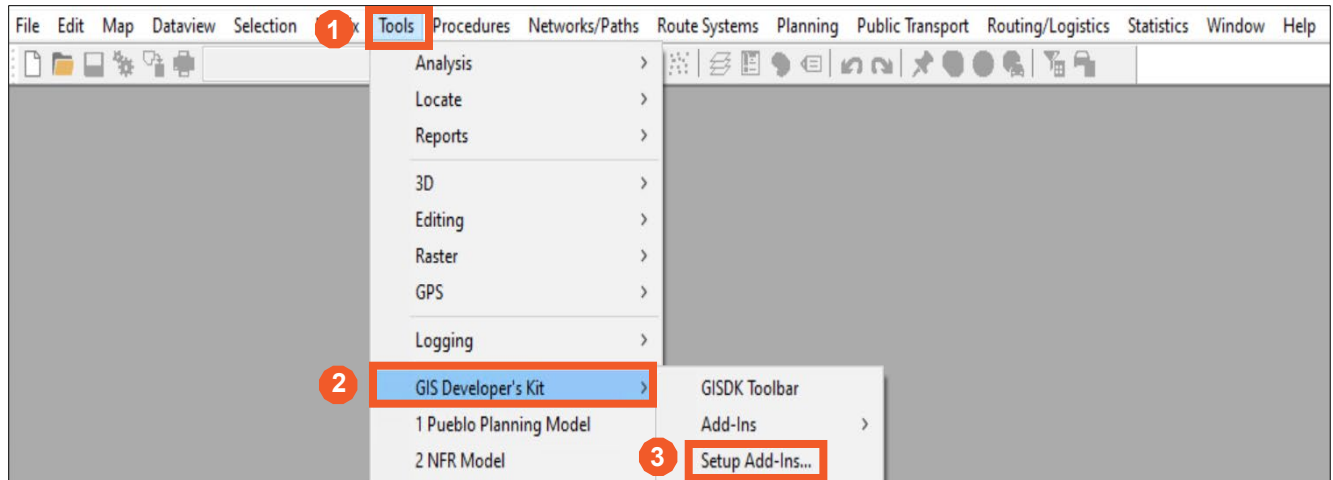 File Edit Map Dataview Selection x Tools Procedures Networks/Paths Route Systems Planning Public Transport Routing/Logistics Statistics Window Help
1
Analysis >
Locate >
Reports >
3D >
Editing >
Raster >
GPS >
Logging >
2 GIS Developer's Kit > GISDK Toolbar
1 Pueblo Planning Model Add-Ins >
2 NFR Model 3 Setup Add-Ins...